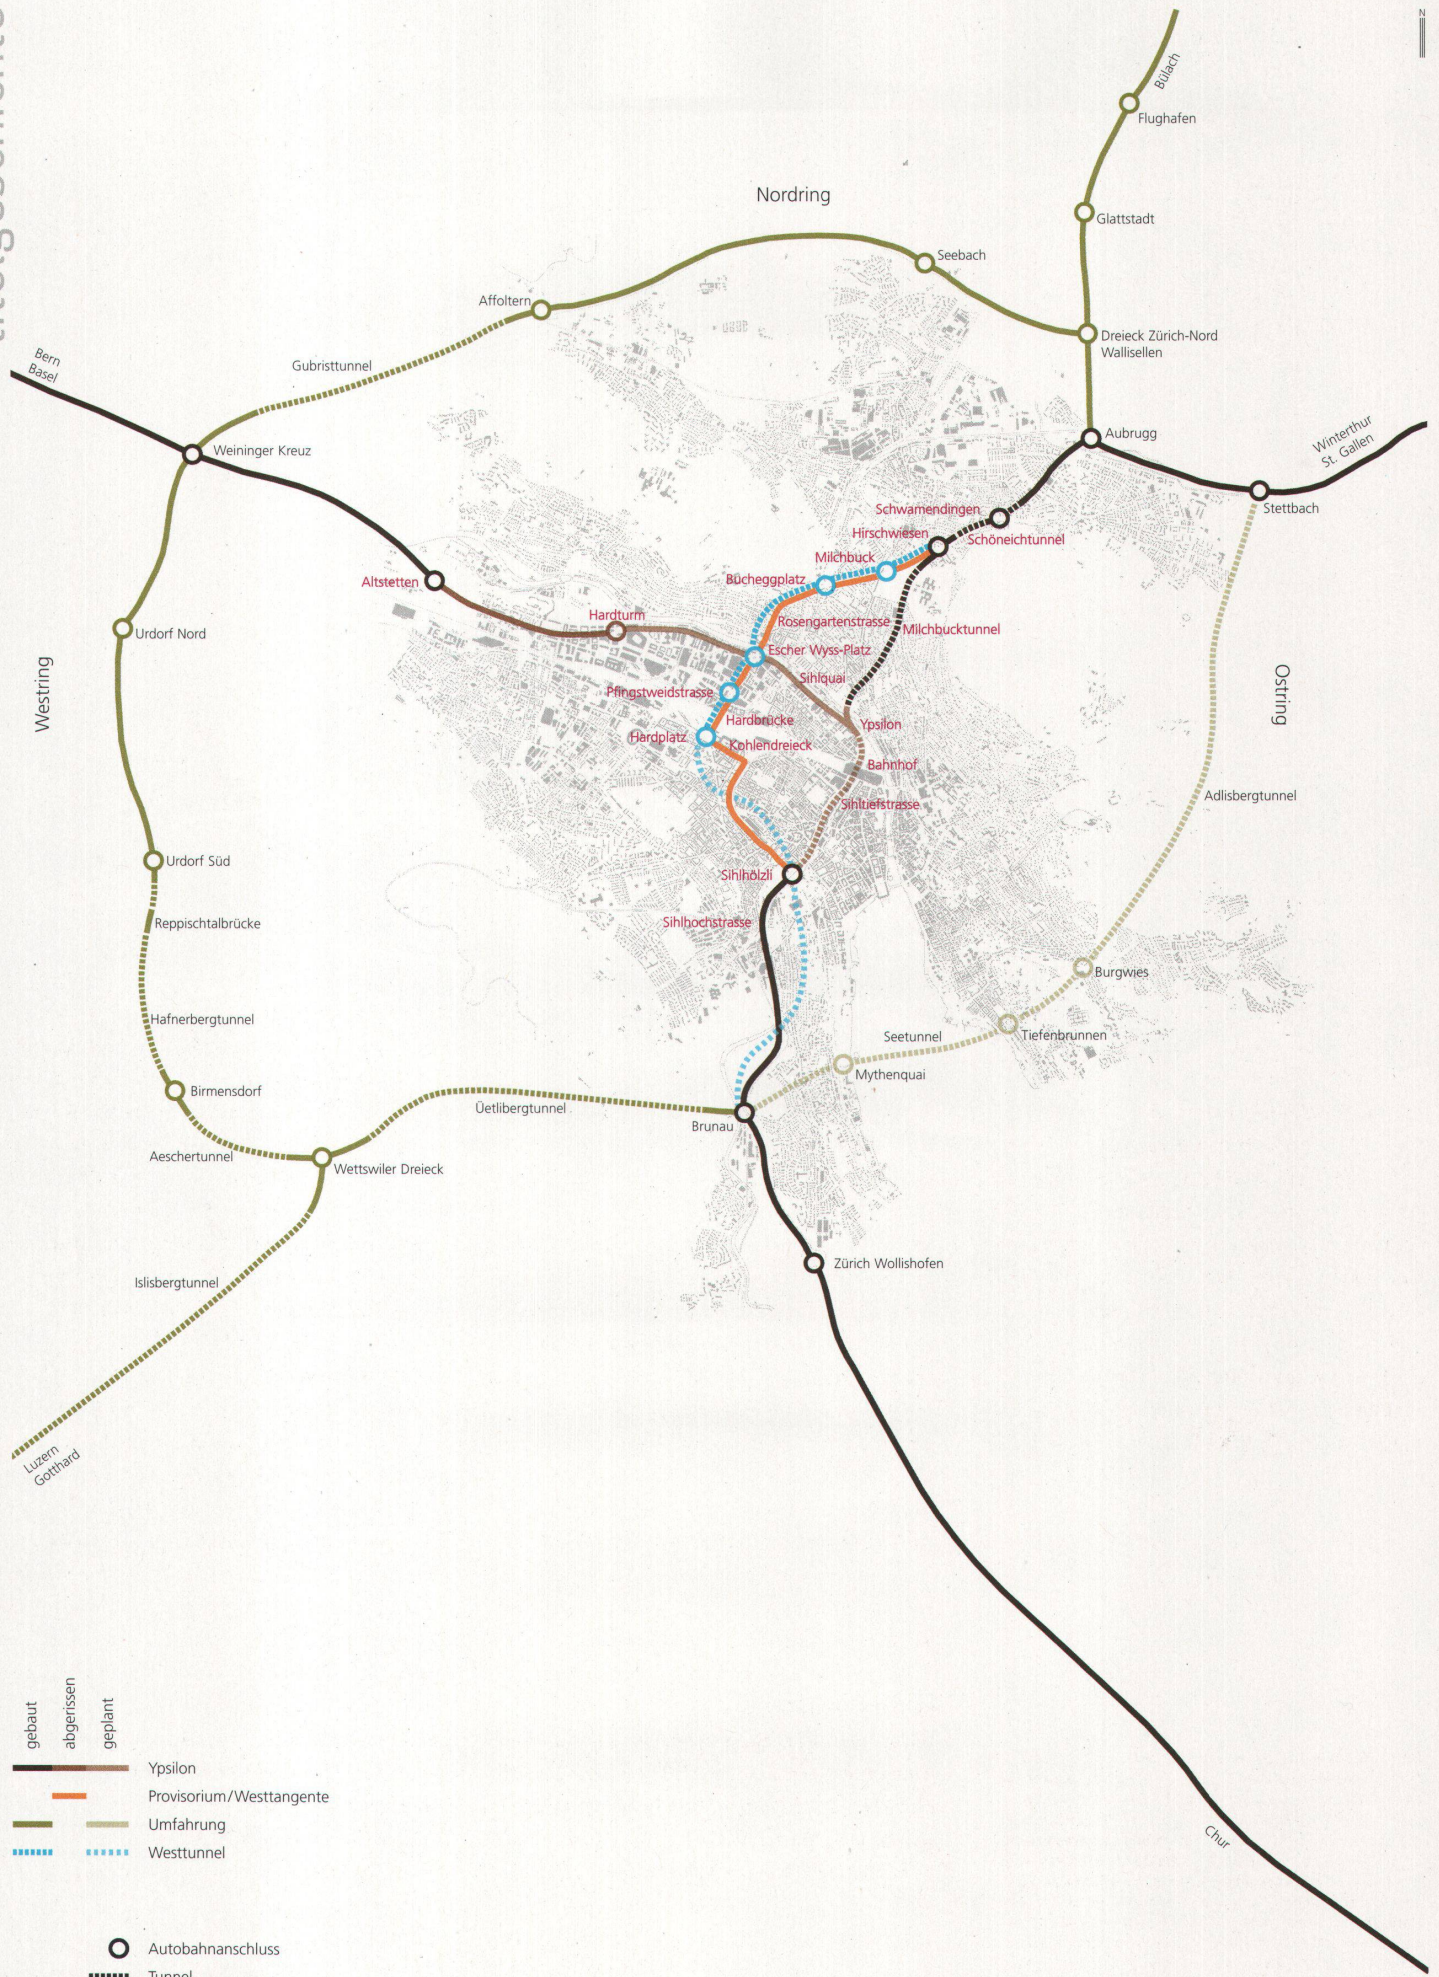 N
Bülach
Flughafen
Nordring
Glattstadt
Seebach
Affoltern
Dreieck Zürich-Nord
Wallisellen
Bern
Basel
Gubristtunnel
Aubrugg
Winterthur
St. Gallen
Weininger Kreuz
Stettbach
Schwamendingen
Hirschwiesen
Schöneichtunnel
Milchbuck
Bucheggplatz
Altstetten
Hardturm
Rosengartenstrasse
Milchbucktunnel
Urdorf Nord
Escher Wyss-Platz
Sihlquai
Westring
Ostring
Pfingstweidstrasse
Hardbrücke
Ypsilon
Hardplatz
Kohlendreieck
Bahnhof
Adlisbergtunnel
Sihltiefstrasse
Urdorf Süd
Sihlhölzli
Reppischtalbrücke
Sihlhochstrasse
Burgwies
Hafnerbergtunnel
Seetunnel
Tiefenbrunnen
Mythenquai
Birmensdorf
Üetlibergtunnel
Brunau
Aeschertunnel
Wettswiler Dreieck
Zürich Wollishofen
Islisbergtunnel
Luzern
Gotthard
gebaut
abgerissen
geplant
Ypsilon
Provisorium/Westtangente
Umfahrung
Westtunnel
Chur
Autobahnanschluss
Tunnel